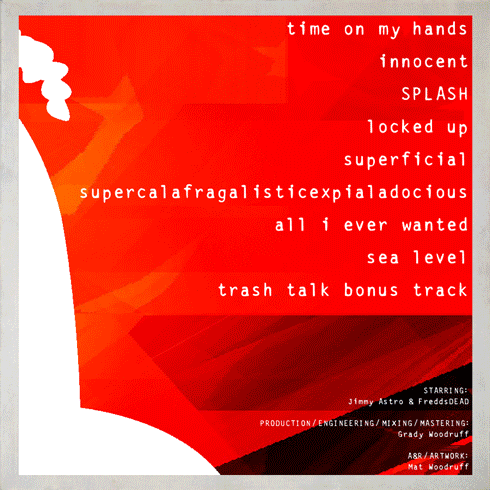 time on my hands
innocent
SPLASH
locked up
superficial
supercalafragalisticexpialadocious
all i ever wanted
sea level
trash talk bonus track
STARRING:
Jimmy Astro & FreddsDEAD
PRODUCTION/ENGINEERING/MIXING/MASTERING:
Grady Woodruff
A&R/ARTWORK:
Mat Woodruff